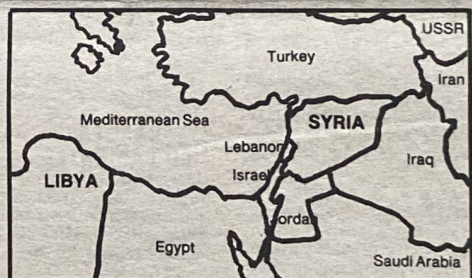 USSR
Turkey
Iran
Mediterranean Sea
SYRIA
Lebanon
Iraq
Israel
LIBYA
Jordan
Egypt
Saudi Arabia